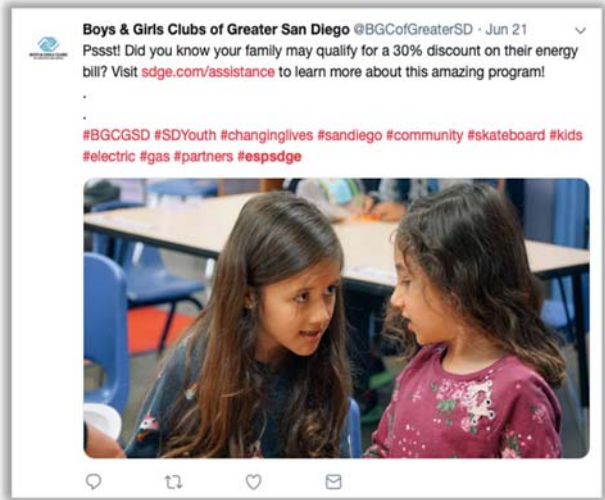 Boys & Girls Clubs of Greater San Diego @BGCofGreaterSD · Jun 21
Pssst! Did you know your family may qualify for a 30% discount on their energy
bill? Visit sdge.com/assistance to learn more about this amazing program!
.
.
#BGCGSD #SDYouth #changinglives #sandiego #community #skateboard #kids
#electric #gas #partners #espsdge